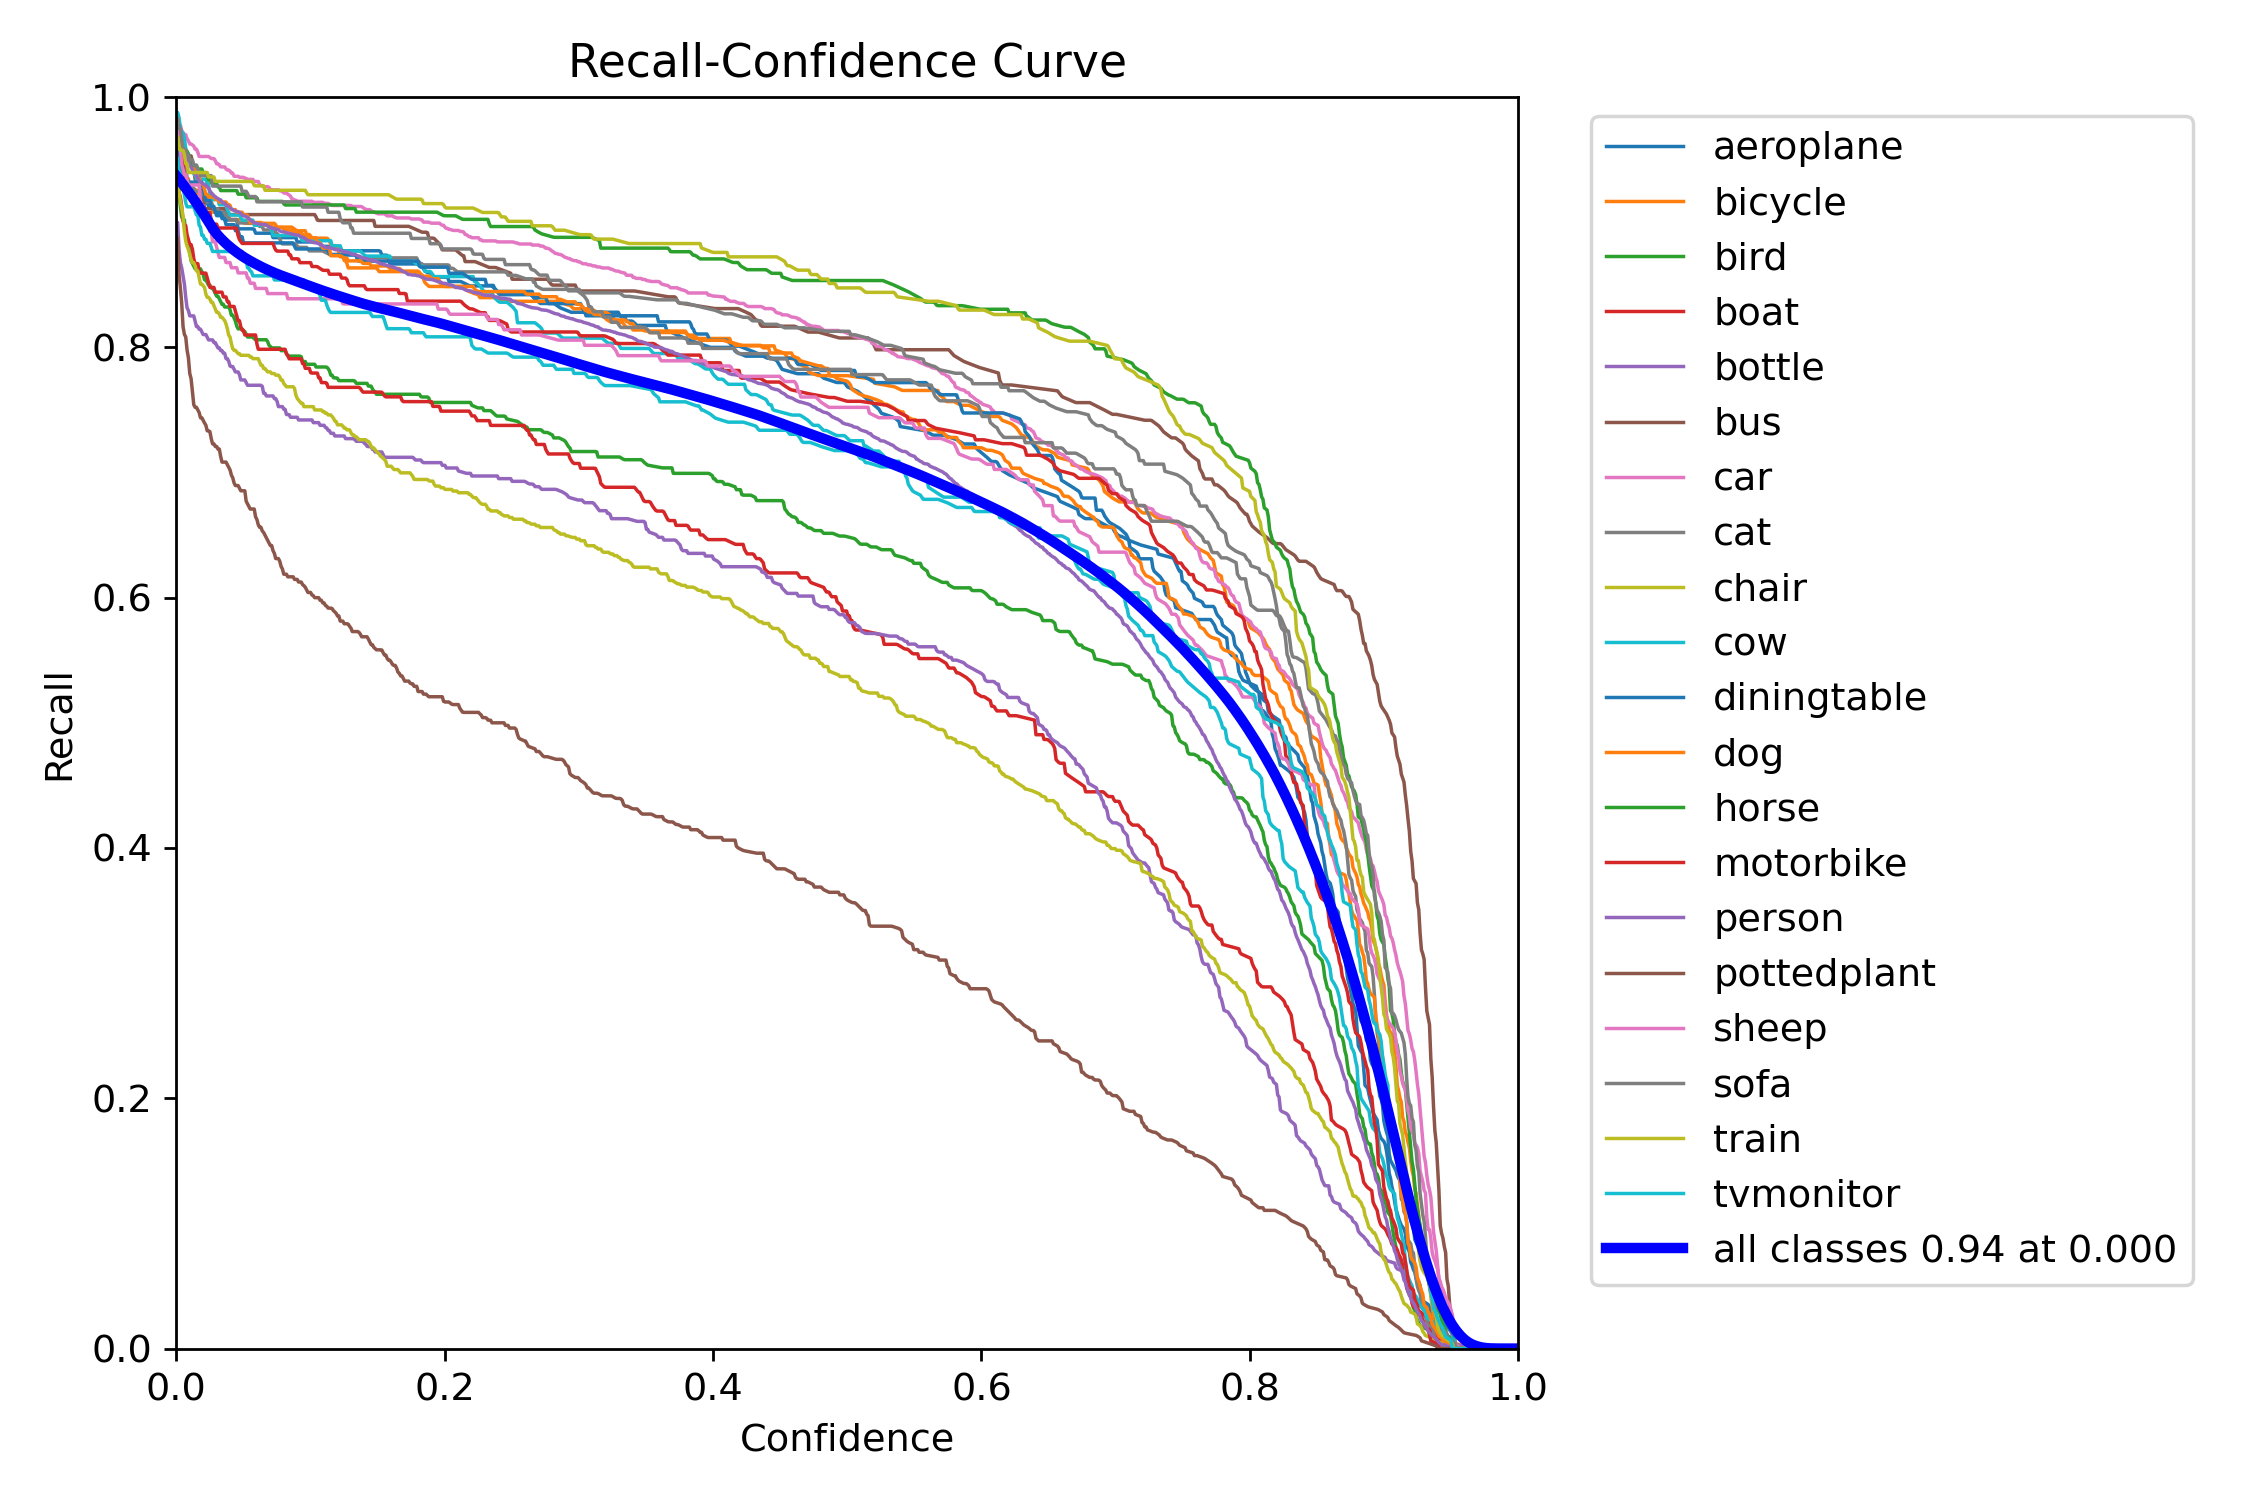 Recall-Confidence Curve
1.0
0.8
0.6
0.4
0.2
0.0
Recall
0.0 0.2 0.4 0.6 0.8 1.0
Confidence
aeroplane
bicycle
bird
boat
bottle
bus
car
cat
chair
cow
diningtable
dog
horse
motorbike
person
pottedplant
sheep
sofa
train
tvmonitor
all classes 0.94 at 0.000